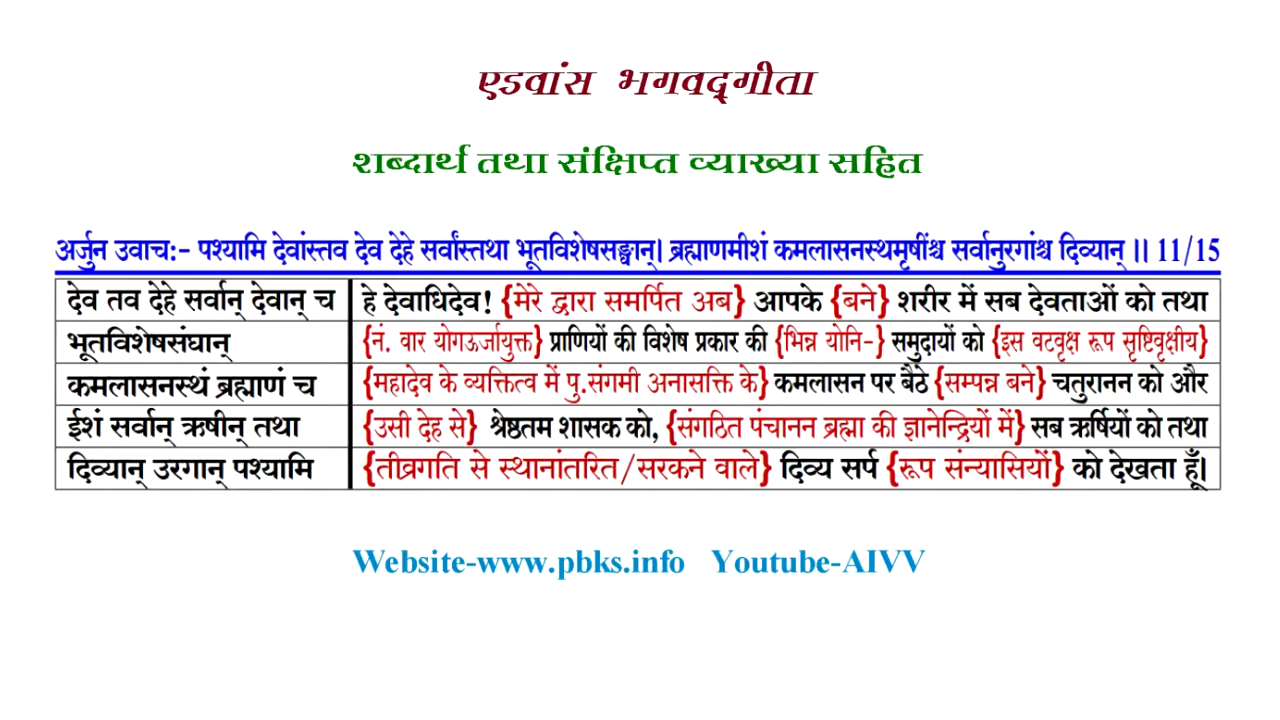 एडवांस भगवद्गीता
शब्दार्थ तथा संक्षिप्त व्याख्या सहित
अर्जुन उवाच:- पश्यामि देवांस्तव देव देहे सर्वांस्तथा भूतविशेषसङ्घान्। ब्रह्माणमीशं कमलासनस्थमृषींश्च सर्वानुरगांश्च दिव्यान् ।। 11/15
देव तव देहे सर्वान् देवान् च हे देवाधिदेव! {मेरे द्वारा समर्पित अब} आपके {बने} शरीर में सब देवताओं को तथा
भूतविशेषसंघान् {नं. वार योगऊर्जायुक्त} प्राणियों की विशेष प्रकार की {भिन्न योनि-} समुदायों को {इस वटवृक्ष रूप सृष्टिवृक्षीय}
कमलासनस्थं ब्रह्माणं च {महादेव के व्यक्तित्व में पु.संगमी अनासक्ति के} कमलासन पर बैठे {सम्पन्न बने} चतुरानन को और
ईशं सर्वान् ऋषीन् तथा {उसी देह से} श्रेष्ठतम शासक को, {संगठित पंचानन ब्रह्मा की ज्ञानेन्द्रियों में} सब ऋर्षियों को तथा
दिव्यान् उरगान् पश्यामि {तीव्रगति से स्थानांतरित/सरकने वाले} दिव्य सर्प {रूप संन्यासियों} को देखता हूँ।
Website-www.pbks.info Youtube-AIVV